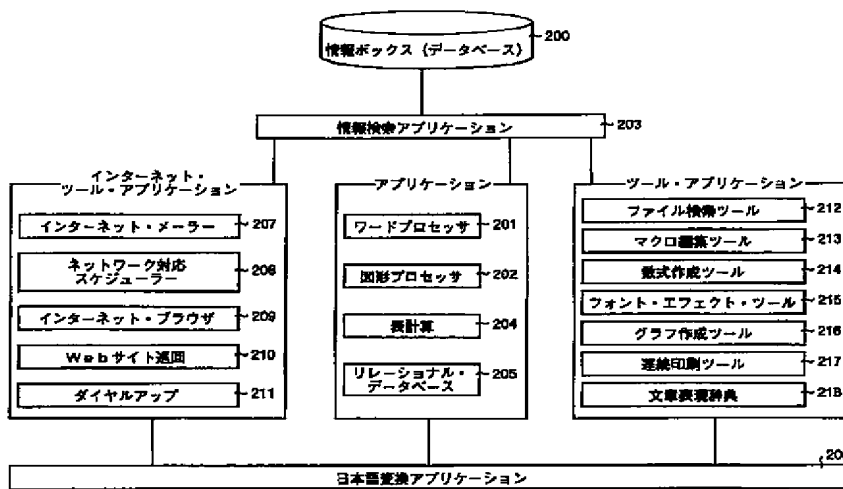 情報ボックス (データベース)
200
情報検索アプリケーション
203
インターネット・
ツール・アプリケーション
インターネット・メーラー
207
ネットワーク対応
スケジューラー
208
インターネット・ブラウザ
209
Webサイト巡回
210
ダイヤルアップ
211
アプリケーション
ワードプロセッサ
201
図形プロセッサ
202
表計算
204
リレーショナル・
データベース
205
ツール・アプリケーション
ファイル検索ツール
212
マクロ編集ツール
213
数式作成ツール
214
フォント・エフェクト・ツール
215
グラフ作成ツール
216
連続印刷ツール
217
文章表現辞典
218
日本語変換アプリケーション